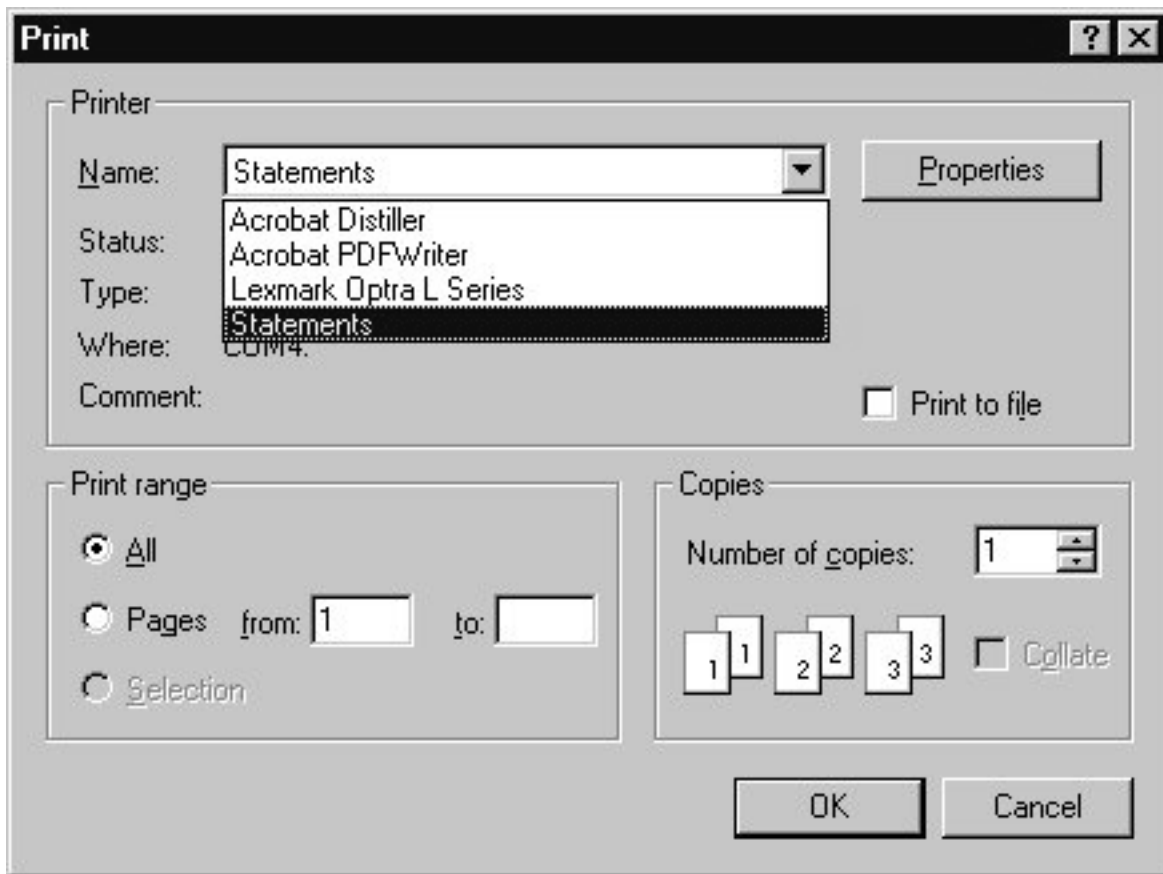 Print
Printer
Name: Statements Properties
Acrobat Distiller
Status:
Acrobat PDFWriter
Type: Lexmark Optra L Series
Statements
Where: COM4:
Comment: Print to file
Print range
All
Pages from: 1 to:
Selection
Copies
Number of copies: 1
1 1 2 2 3 3 Collate
OK Cancel